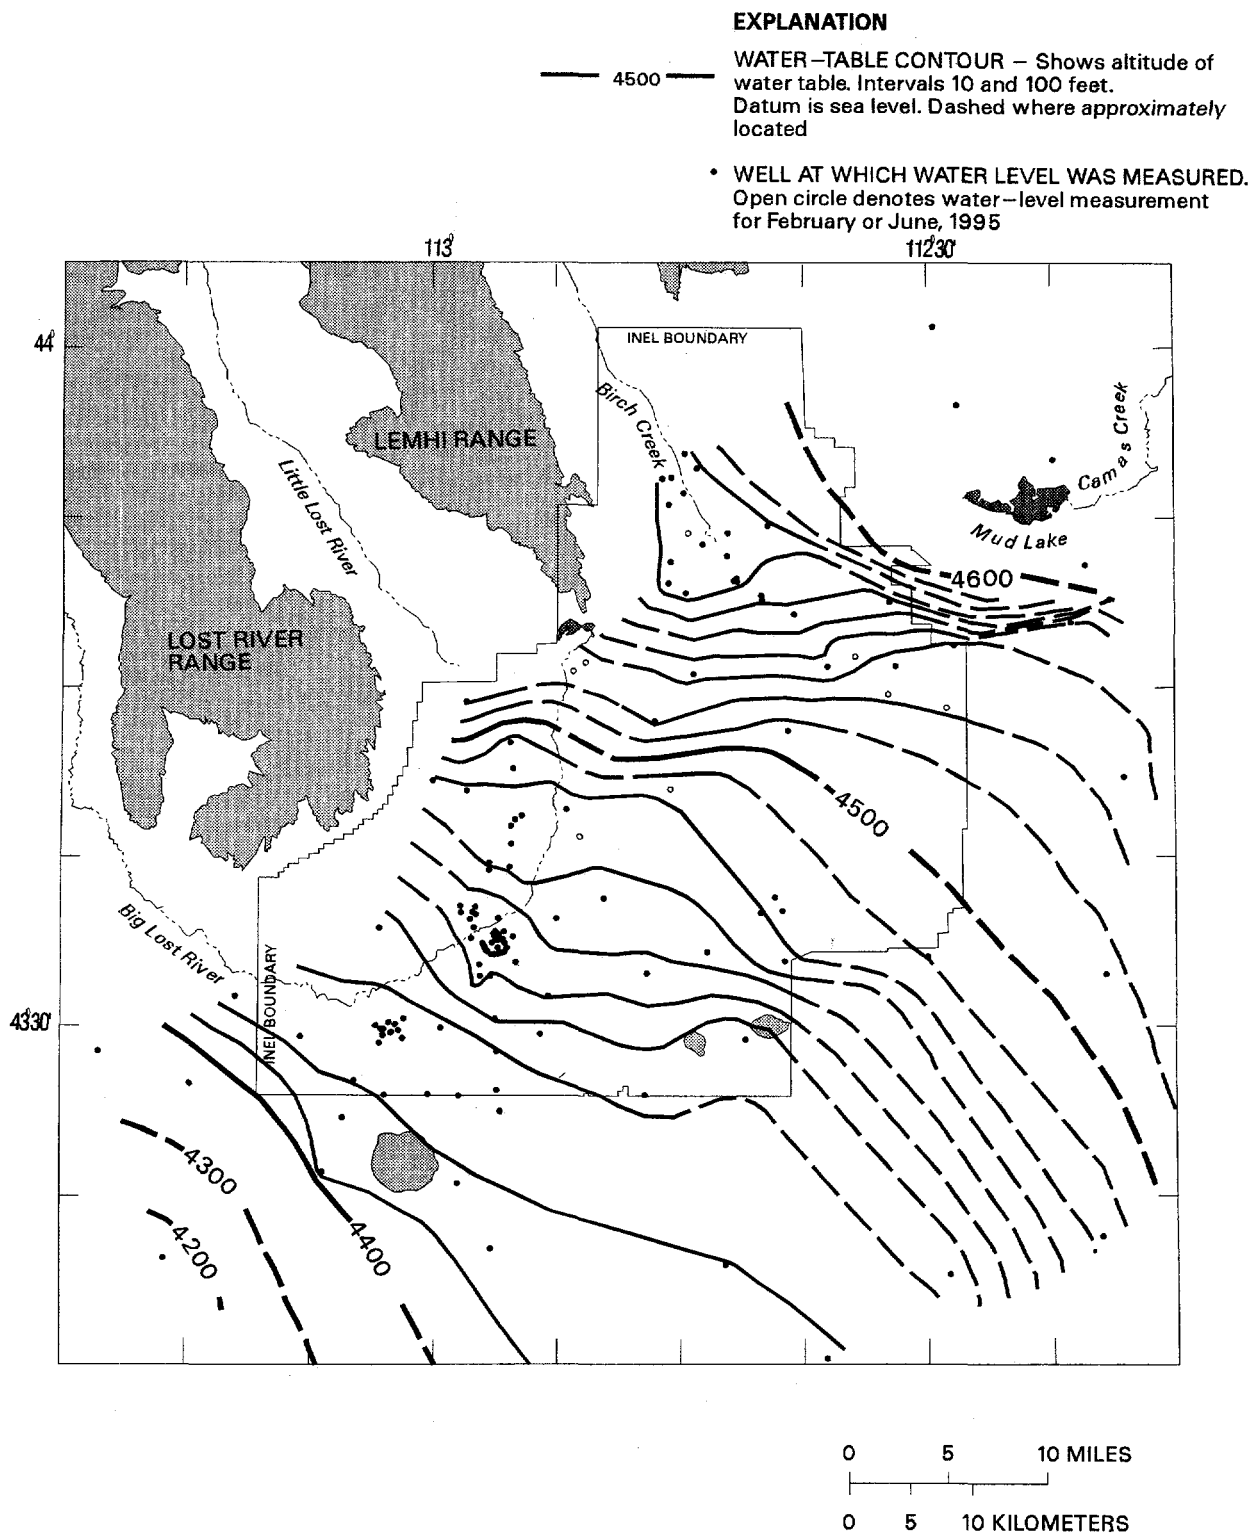 EXPLANATION
4500
WATER–TABLE CONTOUR – Shows altitude of
water table. Intervals 10 and 100 feet.
Datum is sea level. Dashed where approximately
located
WELL AT WHICH WATER LEVEL WAS MEASURED.
Open circle denotes water–level measurement
for February or June, 1995
113°
112°30'
44°
INEL BOUNDARY
Birch Creek
LEMHI RANGE
Camas Creek
Little Lost River
Mud Lake
4600
LOST RIVER
RANGE
4500
Big Lost River
INEL BOUNDARY
43°30'
4300
4200
4400
0 5 10 MILES
0 5 10 KILOMETERS